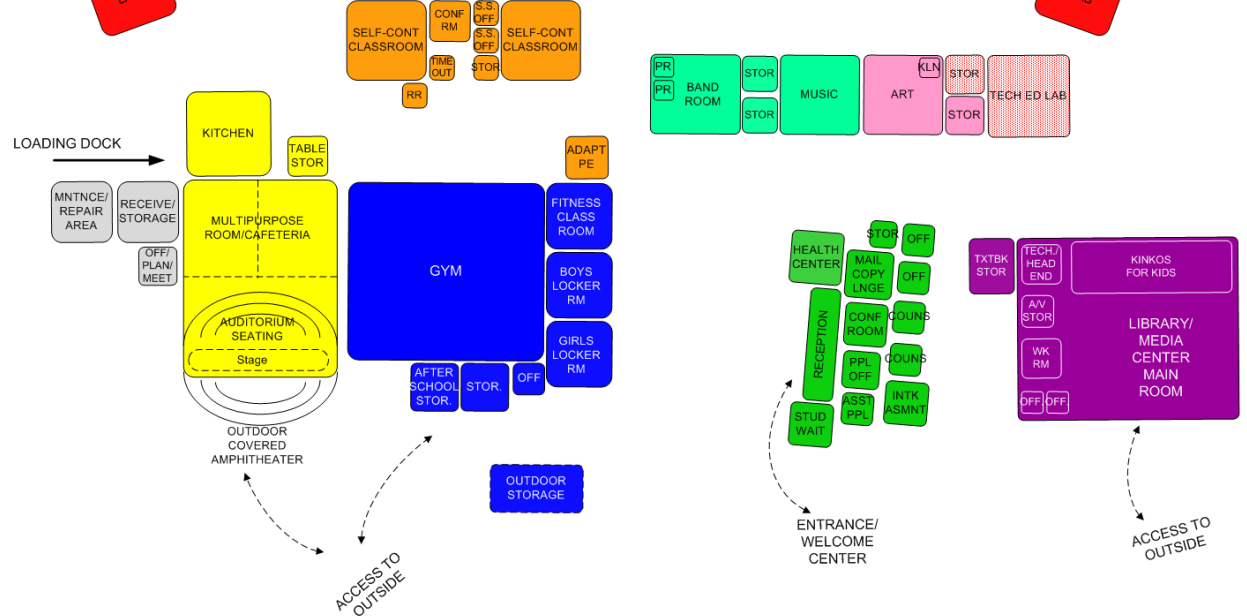 SELF-CONT
CLASSROOM
CONF
RM
S.S.
OFF
S.S.
OFF
TIME
OUT
STOR
SELF-CONT
CLASSROOM
RR
PR
PR
BAND
ROOM
STOR
STOR
MUSIC
ART
KLN
STOR
STOR
TECH ED LAB
KITCHEN
TABLE
STOR
LOADING DOCK
MNTNCE/
REPAIR
AREA
RECEIVE/
STORAGE
OFF/
PLAN/
MEET
MULTIPURPOSE
ROOM/CAFETERIA
AUDITORIUM
SEATING
Stage
OUTDOOR
COVERED
AMPHITHEATER
ADAPT
PE
GYM
FITNESS
CLASS
ROOM
BOYS
LOCKER
RM
GIRLS
LOCKER
RM
AFTER
SCHOOL
STOR.
STOR.
OFF
OUTDOOR
STORAGE
ACCESS TO
OUTSIDE
HEALTH
CENTER
STOR
OFF
MAIL
COPY
LNGE
OFF
RECEPTION
CONF
ROOM
COUNS
PPL
OFF
COUNS
STUD
WAIT
ASST
PPL
INTK
ASMNT
ENTRANCE/
WELCOME
CENTER
TXTBK
STOR
TECH./
HEAD
END
KINKOS
FOR KIDS
A/V
STOR
WK
RM
OFF.
OFF.
LIBRARY/
MEDIA
CENTER
MAIN
ROOM
ACCESS TO
OUTSIDE